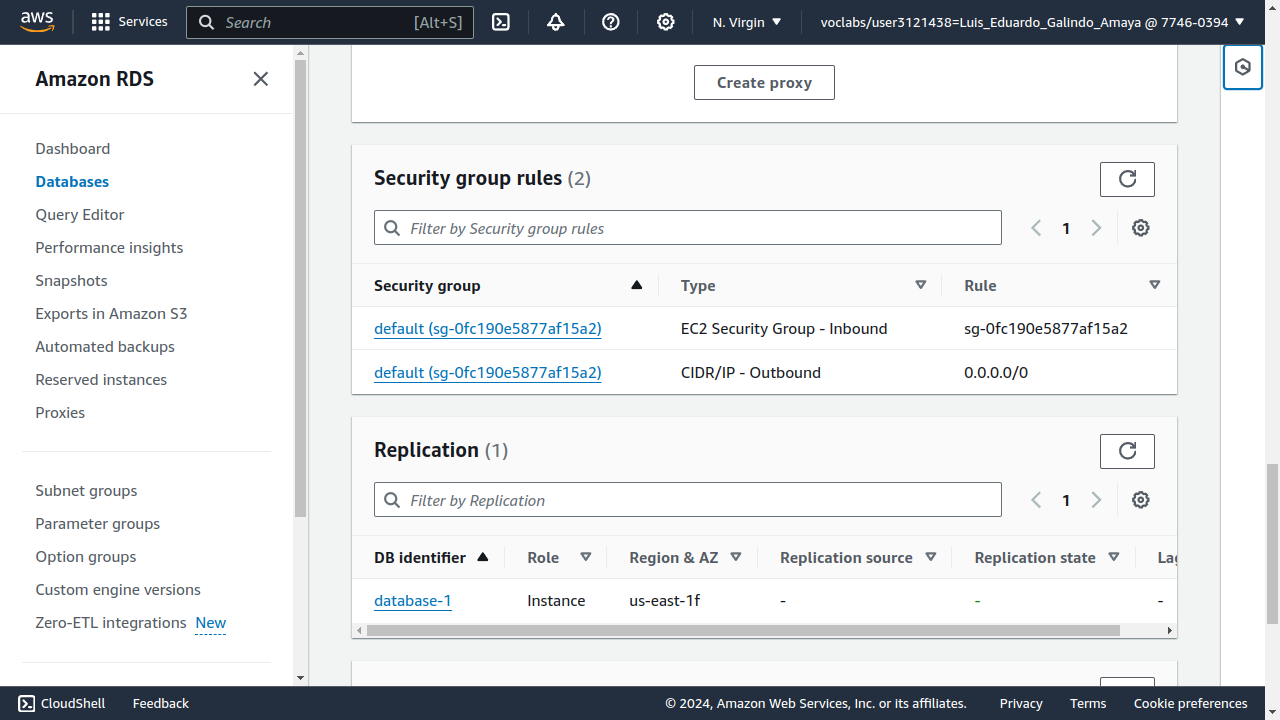 aws Services Search [Alt+S] N. Virgin voclabs/user3121438=Luis_Eduardo_Galindo_Amaya @ 7746-0394
Amazon RDS
Dashboard
Databases
Query Editor
Performance insights
Snapshots
Exports in Amazon S3
Automated backups
Reserved instances
Proxies
Subnet groups
Parameter groups
Option groups
Custom engine versions
Zero-ETL integrations New
Create proxy
Security group rules (2)
Filter by Security group rules
1
Security group Type Rule
default (sg-0fc190e5877af15a2) EC2 Security Group - Inbound sg-0fc190e5877af15a2
default (sg-0fc190e5877af15a2) CIDR/IP - Outbound 0.0.0.0/0
Replication (1)
Filter by Replication
1
DB identifier Role Region & AZ Replication source Replication state
database-1 Instance us-east-1f - - -
CloudShell Feedback © 2024, Amazon Web Services, Inc. or its affiliates. Privacy Terms Cookie preferences